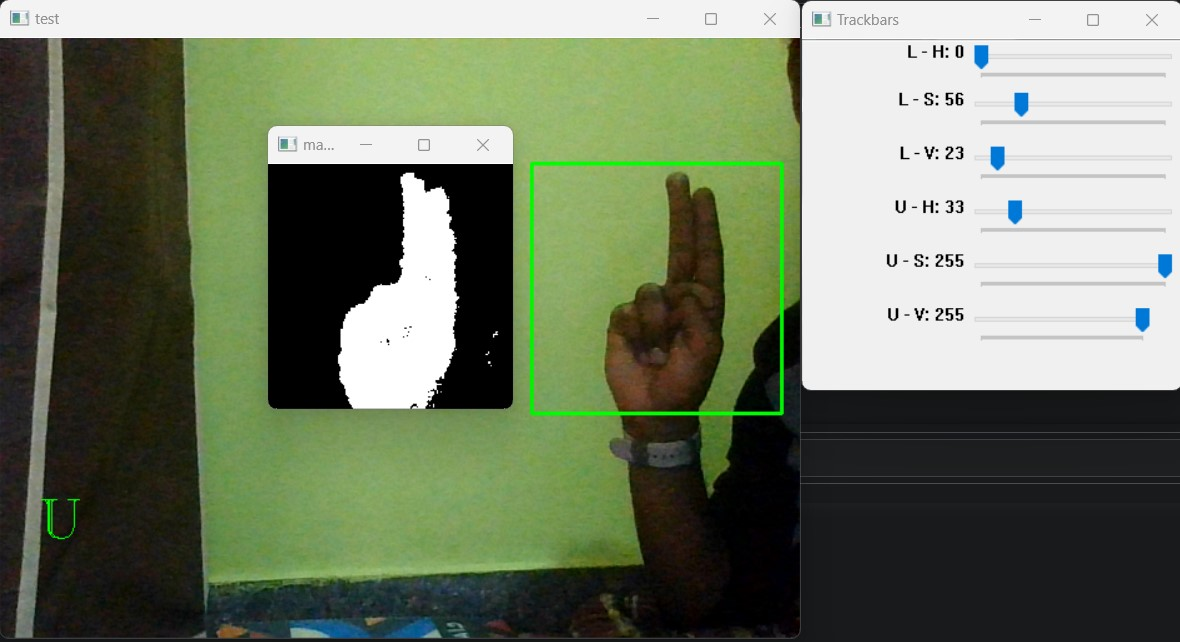 test
Trackbars
L - H: 0
L - S: 56
L - V: 23
U - H: 33
U - S: 255
U - V: 255
ma...
U